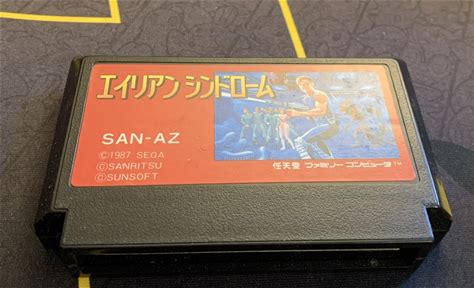 エイリアン シンドローム
SAN-AZ
©1987 SEGA
©SANRITSU
©SUNSOFT
任天堂 ファミリー コンピュータ™